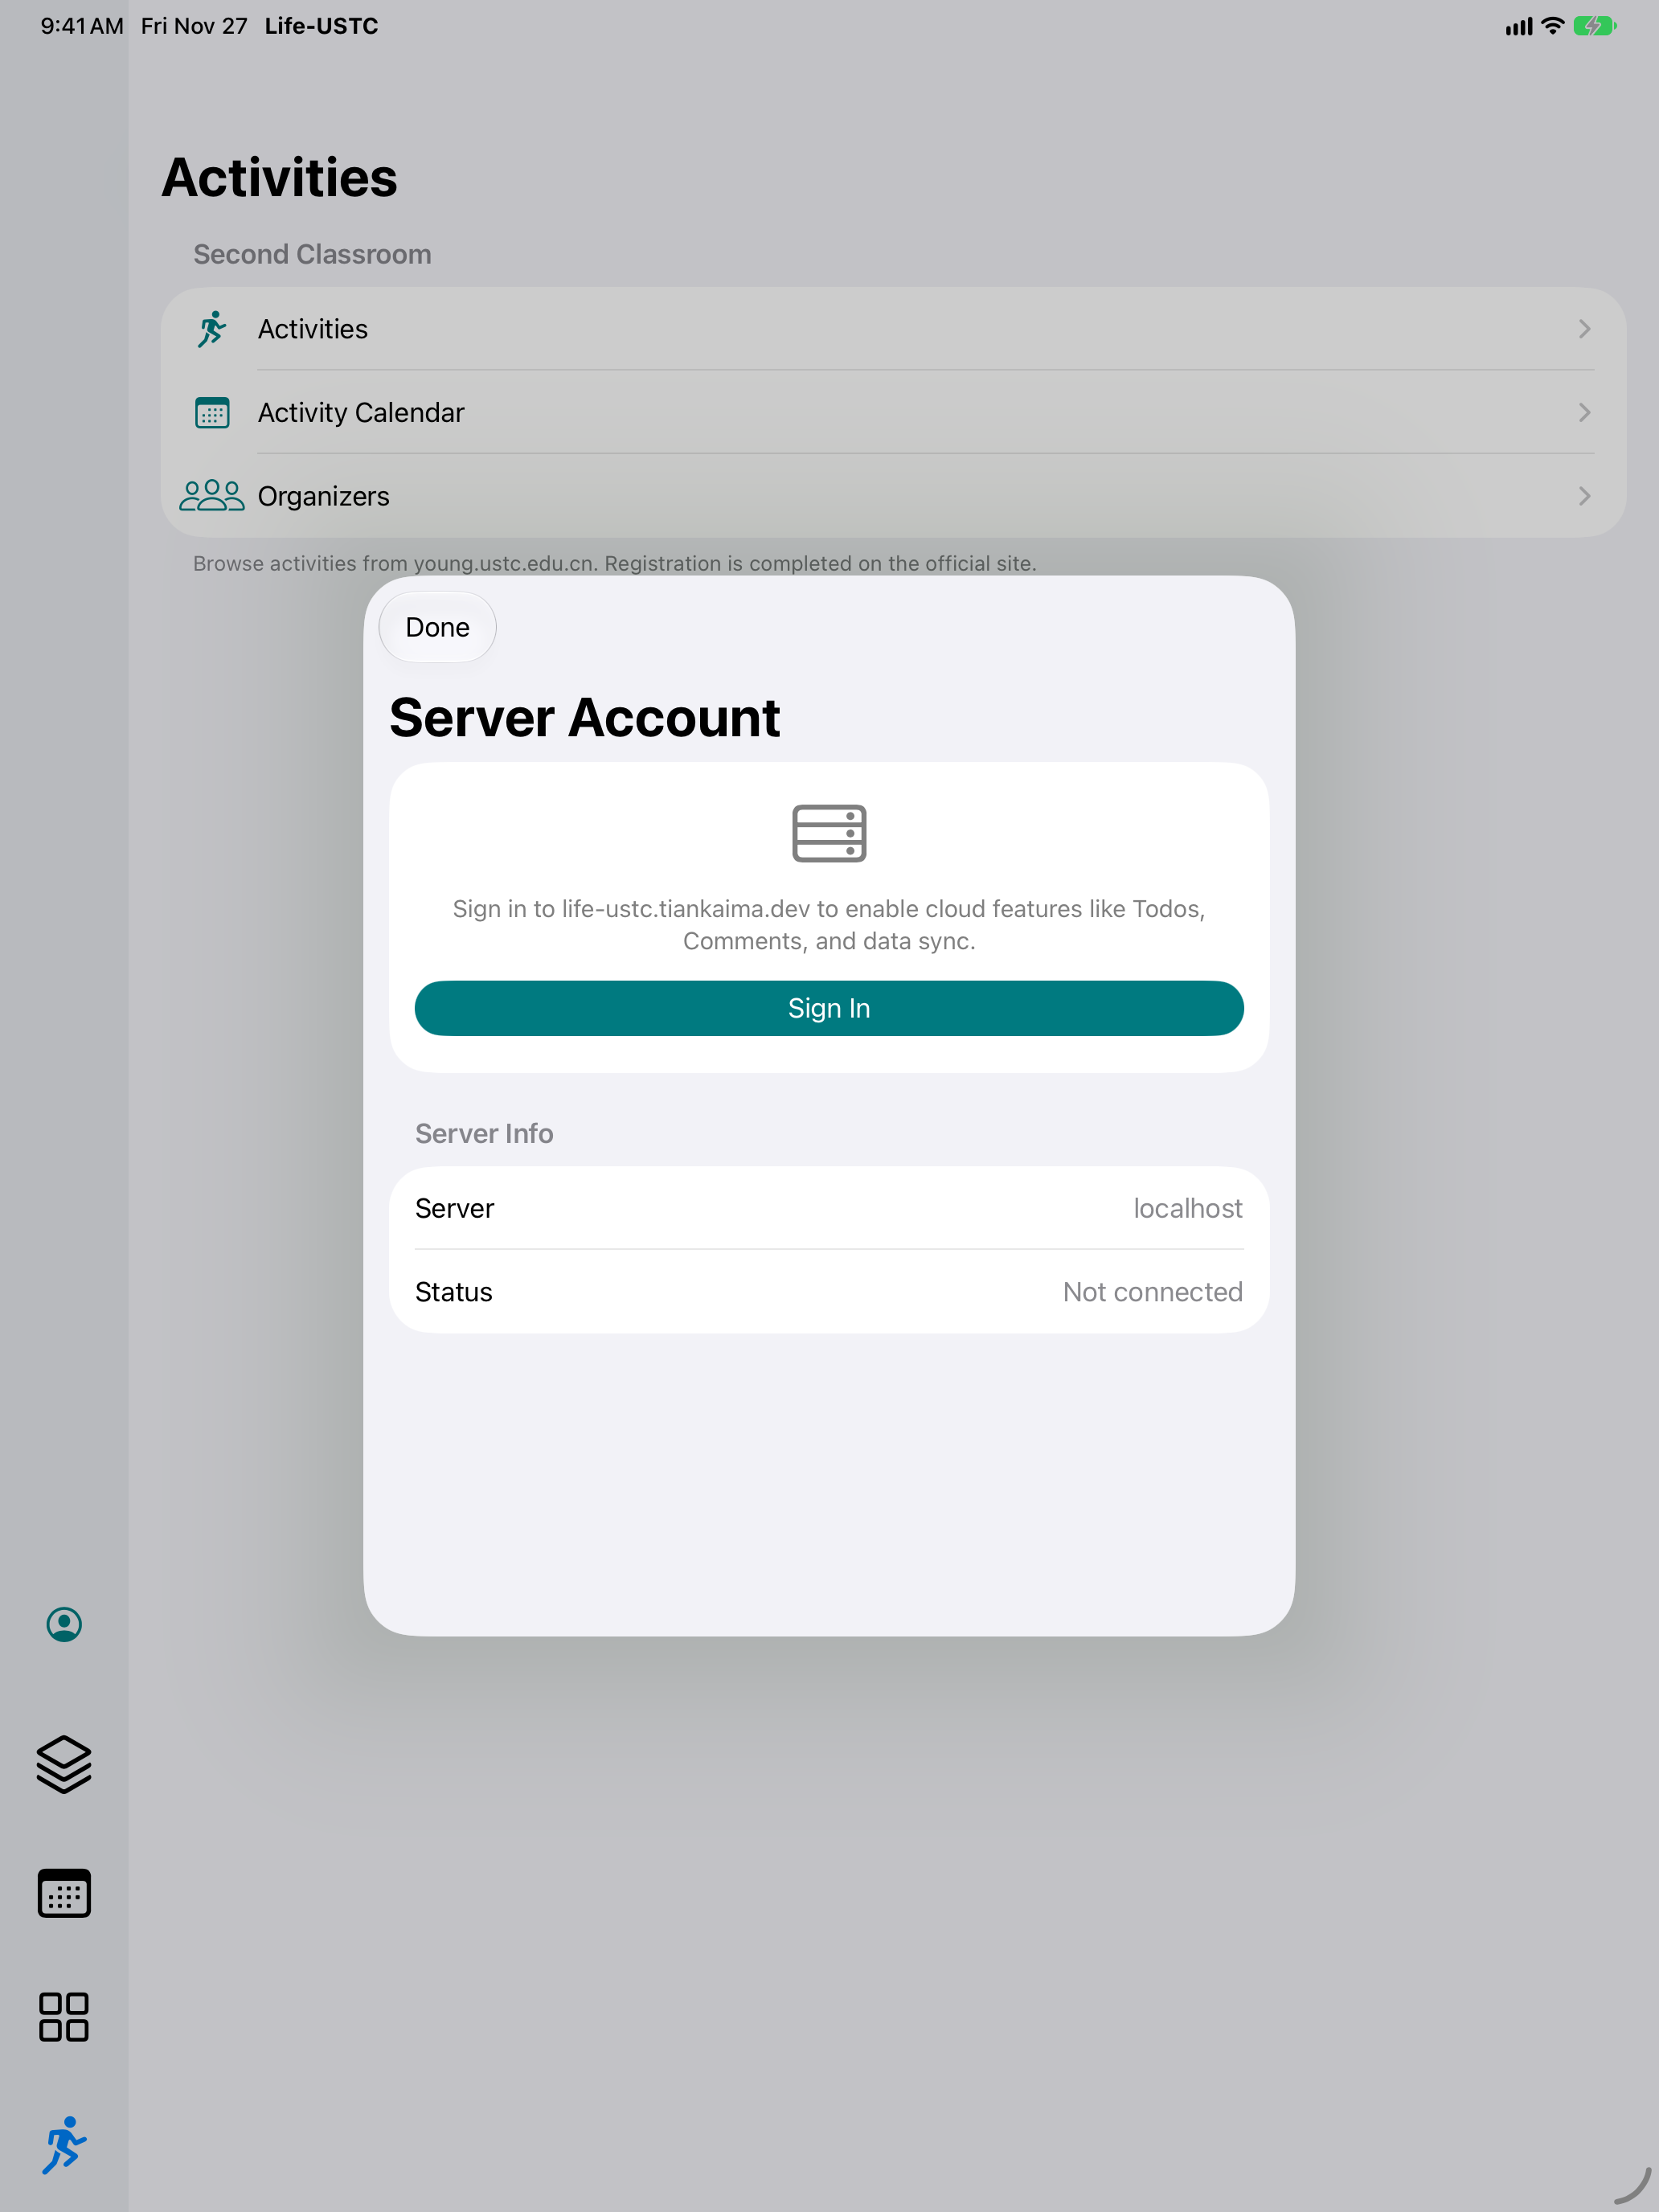 9:41 AM Fri Nov 27 Life-USTC
Activities
Second Classroom
Activities
Activity Calendar
Organizers
Browse activities from young.ustc.edu.cn. Registration is completed on the official site.
Done
Server Account
Sign in to life-ustc.tiankaima.dev to enable cloud features like Todos,
Comments, and data sync.
Sign In
Server Info
Server localhost
Status Not connected